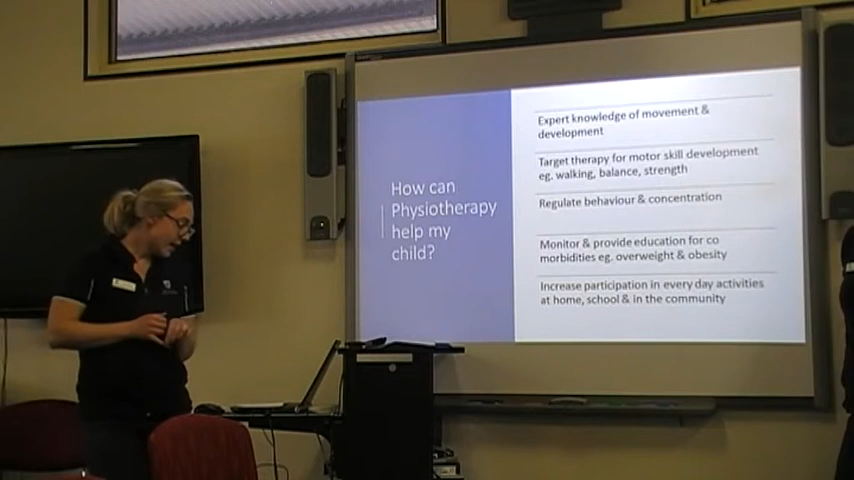 How can
Physiotherapy
help my
child?
Expert knowledge of movement &
development
Target therapy for motor skill development
eg. walking, balance, strength
Regulate behaviour & concentration
Monitor & provide education for co
morbidities eg. overweight & obesity
Increase participation in every day activities
at home, school & in the community